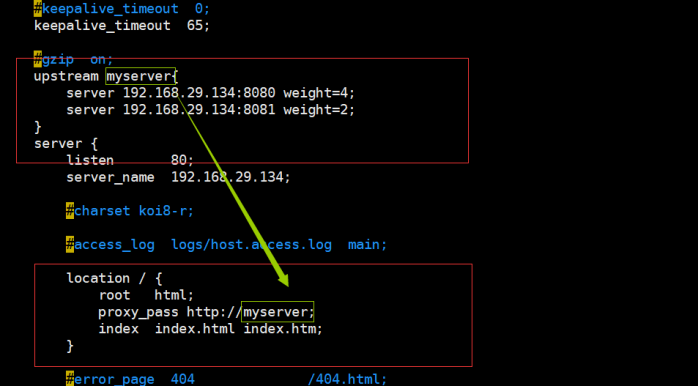 #keepalive_timeout  0;
keepalive_timeout  65;
#gzip  on;
upstream myserver{
    server 192.168.29.134:8080 weight=4;
    server 192.168.29.134:8081 weight=2;
}
server {
    listen       80;
    server_name  192.168.29.134;
    #charset koi8-r;
    #access_log  logs/host.access.log  main;
    location / {
        root   html;
        proxy_pass http://myserver;
        index  index.html index.htm;
    }
    #error_page  404              /404.html;